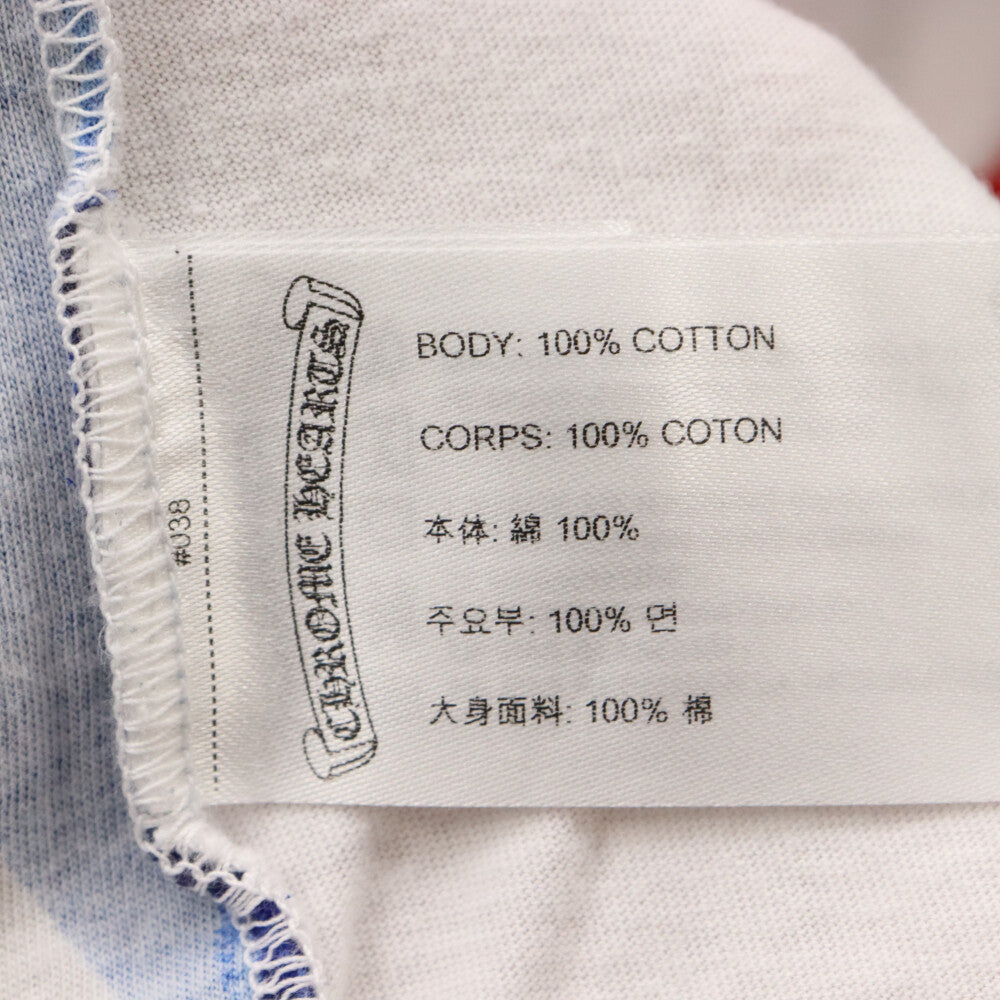 #038
CHROME HEARTS
BODY: 100% COTTON
CORPS: 100% COTON
本体: 綿 100%
주요부: 100% 면
大身面料: 100% 棉